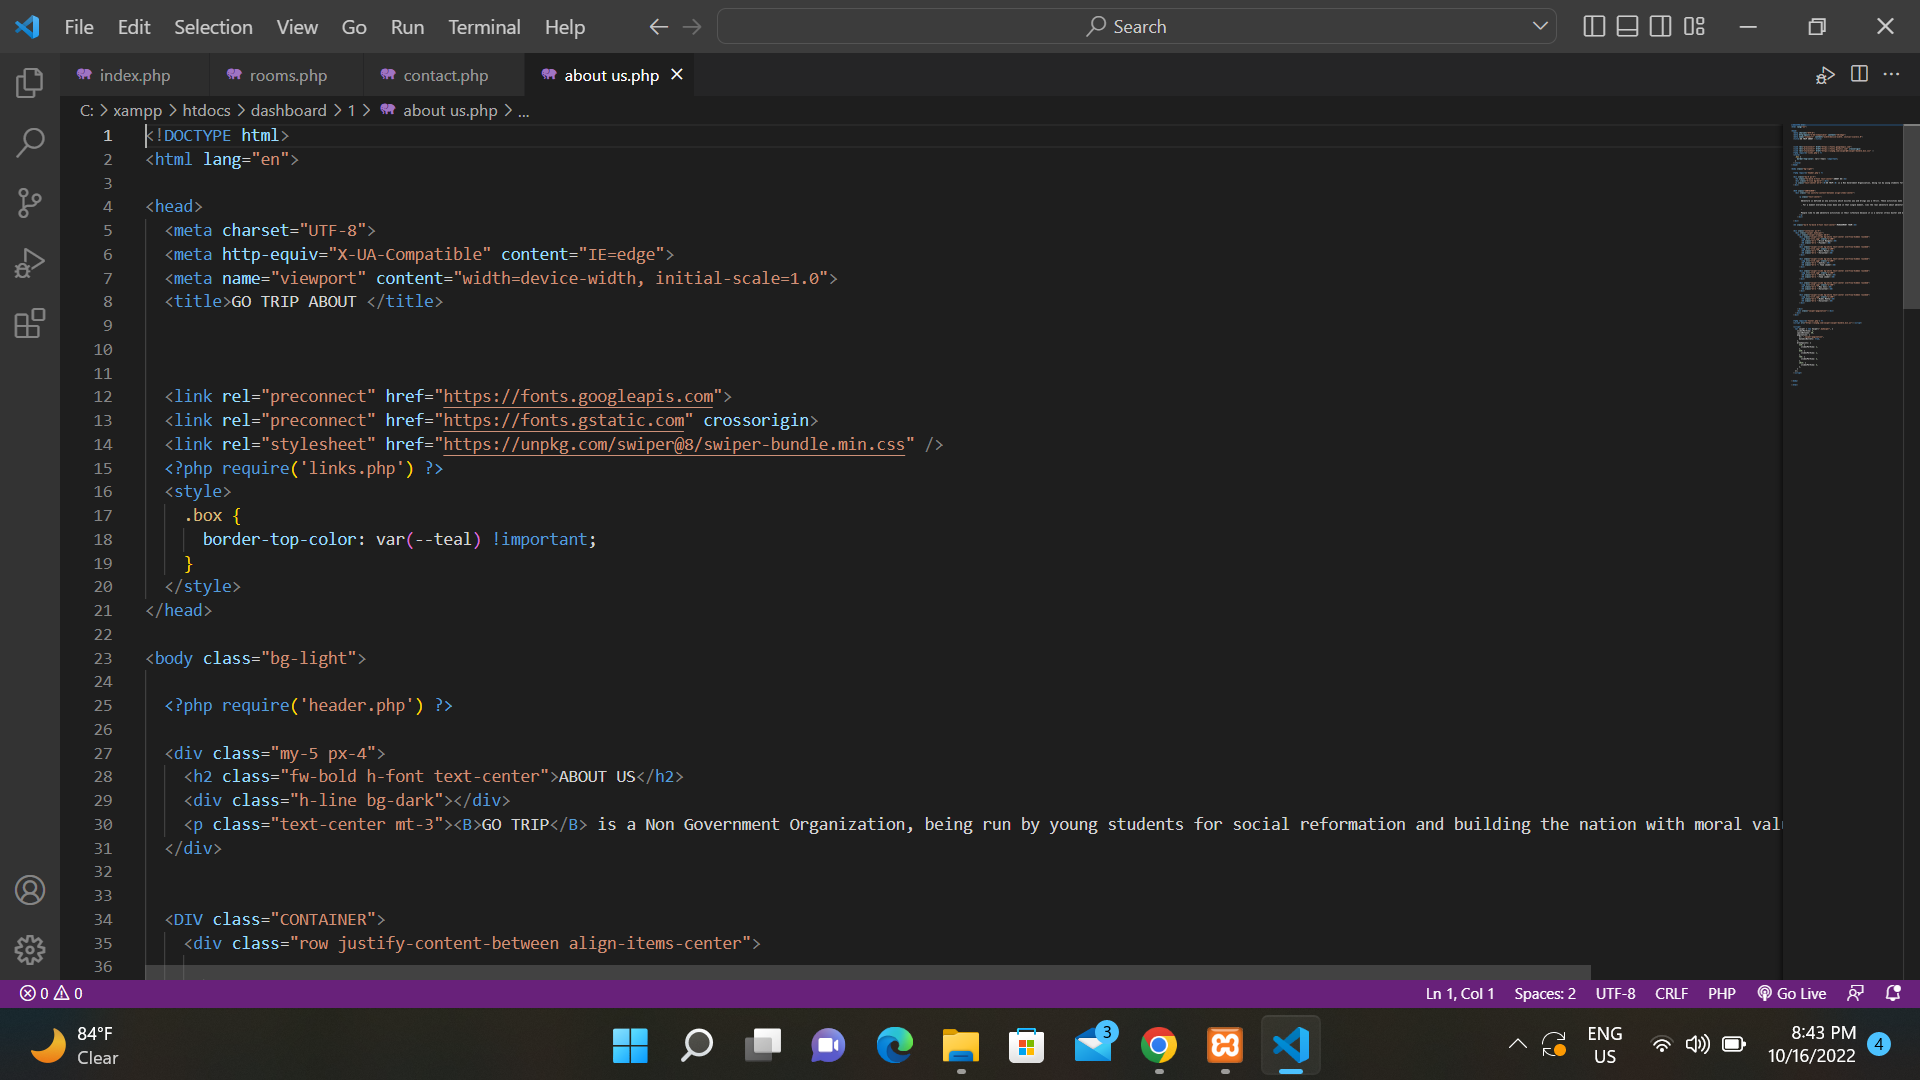 File Edit Selection View Go Run Terminal Help
Search
index.php
rooms.php
contact.php
about us.php
C: > xampp > htdocs > dashboard > 1 > about us.php > ...
1 <!DOCTYPE html>
2 <html lang="en">
3
4 <head>
5 <meta charset="UTF-8">
6 <meta http-equiv="X-UA-Compatible" content="IE=edge">
7 <meta name="viewport" content="width=device-width, initial-scale=1.0">
8 <title>GO TRIP ABOUT </title>
9
10
11
12 <link rel="preconnect" href="https://fonts.googleapis.com">
13 <link rel="preconnect" href="https://fonts.gstatic.com" crossorigin>
14 <link rel="stylesheet" href="https://unpkg.com/swiper@8/swiper-bundle.min.css" />
15 <?php require('links.php') ?>
16 <style>
17 .box {
18 border-top-color: var(--teal) !important;
19 }
20 </style>
21 </head>
22
23 <body class="bg-light">
24
25 <?php require('header.php') ?>
26
27 <div class="my-5 px-4">
28 <h2 class="fw-bold h-font text-center">ABOUT US</h2>
29 <div class="h-line bg-dark"></div>
30 <p class="text-center mt-3"><B>GO TRIP</B> is a Non Government Organization, being run by young students for social reformation and building the nation with moral val
31 </div>
32
33
34 <DIV class="CONTAINER">
35 <div class="row justify-content-between align-items-center">
36
0 0
Ln 1, Col 1 Spaces: 2 UTF-8 CRLF PHP Go Live
84°F
Clear
3
ENG
US
8:43 PM
10/16/2022
4